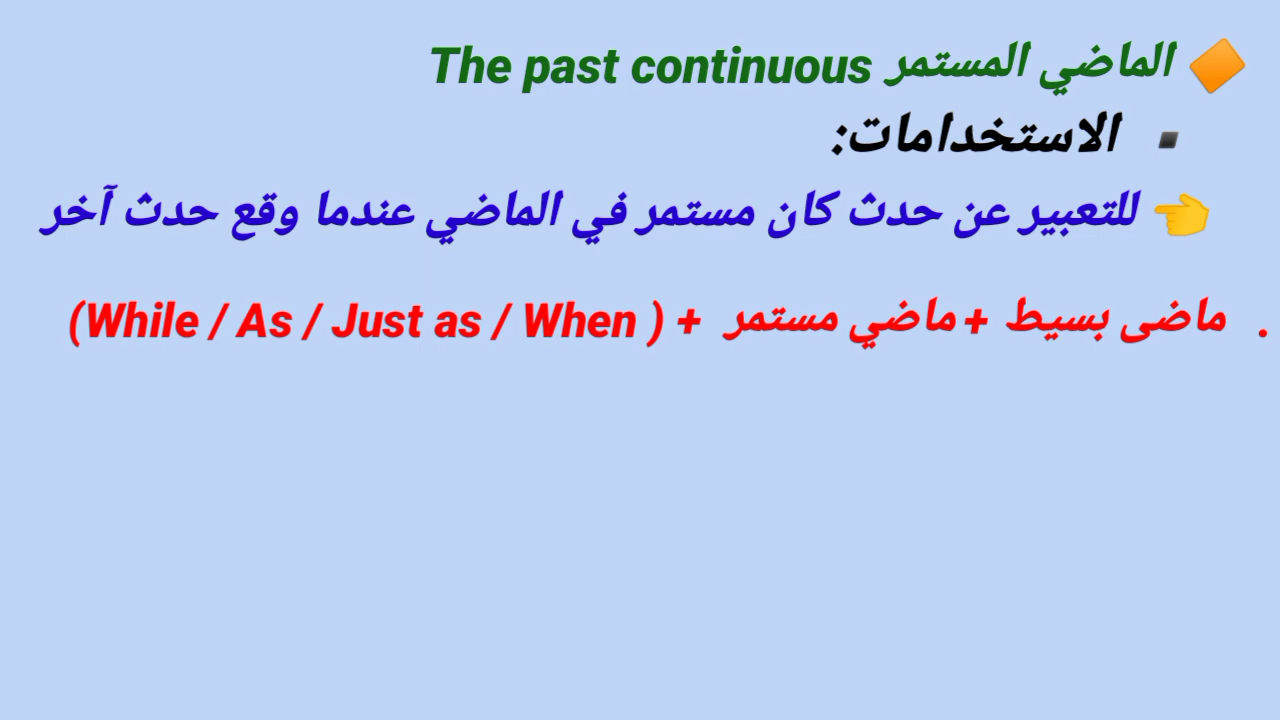 🔶 الماضي المستمر The past continuous
▪ الاستخدامات:
👈 للتعبير عن حدث كان مستمر في الماضي عندما وقع حدث آخر
(While / As / Just as / When ) + ماضي مستمر + ماضى بسيط .